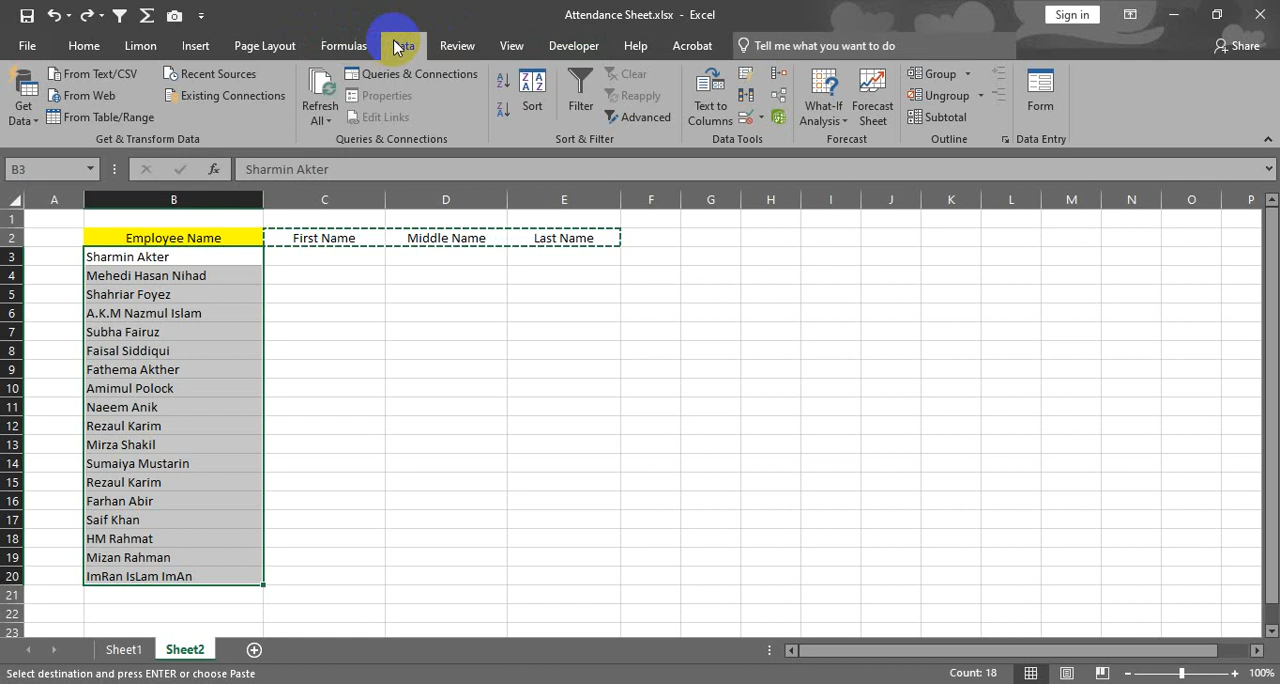 Attendance Sheet.xlsx - Excel
Sign in
File Home Limon Insert Page Layout Formulas Data Review View Developer Help Acrobat Tell me what you want to do Share
Get Data
From Text/CSV
From Web
From Table/Range
Recent Sources
Existing Connections
Get & Transform Data
Refresh All
Queries & Connections
Properties
Edit Links
Queries & Connections
Sort
Filter
Clear
Reapply
Advanced
Sort & Filter
Text to Columns
Data Tools
What-If Analysis
Forecast Sheet
Forecast
Group
Ungroup
Subtotal
Outline
Form
Data Entry
B3 fx Sharmin Akter
A B C D E F G H I J K L M N O P
1
2 Employee Name First Name Middle Name Last Name
3 Sharmin Akter
4 Mehedi Hasan Nihad
5 Shahriar Foyez
6 A.K.M Nazmul Islam
7 Subha Fairuz
8 Faisal Siddiqui
9 Fathema Akther
10 Amimul Polock
11 Naeem Anik
12 Rezaul Karim
13 Mirza Shakil
14 Sumaiya Mustarin
15 Rezaul Karim
16 Farhan Abir
17 Saif Khan
18 HM Rahmat
19 Mizan Rahman
20 ImRan IsLam ImAn
21
22
23
Sheet1 Sheet2
Select destination and press ENTER or choose Paste Count: 18 100%